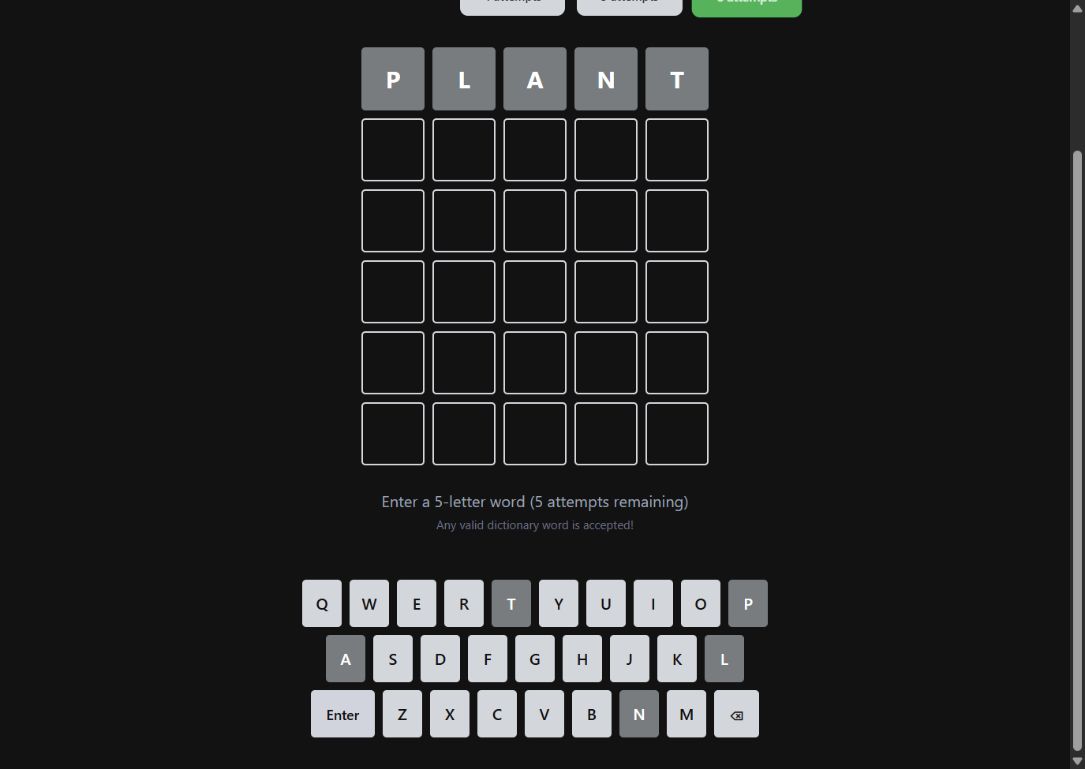 P L A N T
Enter a 5-letter word (5 attempts remaining)
Any valid dictionary word is accepted!
Q W E R T Y U I O P
A S D F G H J K L
Enter Z X C V B N M